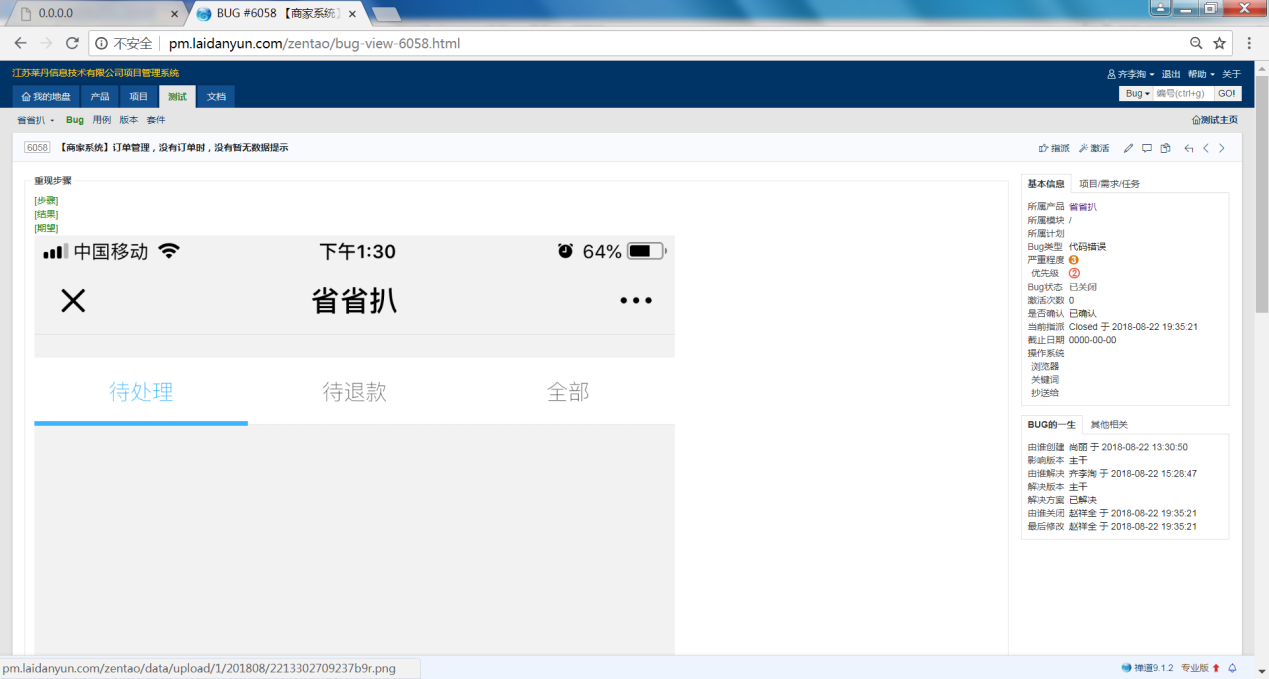 0.0.0.0
BUG #6058 【商家系统】
不安全 pm.laidanyun.com/zentao/bug-view-6058.html
江苏莱丹信息技术有限公司项目管理系统
齐李洵 退出 帮助 关于
我的地盘 产品 项目 测试 文档
Bug 编号(ctrl+g) GO!
省省扒 Bug 用例 版本 套件
测试主页
6058 【商家系统】订单管理，没有订单时，没有暂无数据提示
指派 激活
重现步骤
[步骤]
[结果]
[期望]
中国移动 下午1:30 64%
省省扒
待处理 待退款 全部
基本信息 项目/需求/任务
所属产品 省省扒
所属模块 /
所属计划
Bug类型 代码错误
严重程度 3
优先级 2
Bug状态 已关闭
激活次数 0
是否确认 已确认
当前指派 Closed 于 2018-08-22 19:35:21
截止日期 0000-00-00
操作系统
浏览器
关键词
抄送给
BUG的一生 其他相关
由谁创建 尚丽 于 2018-08-22 13:30:50
影响版本 主干
由谁解决 齐李洵 于 2018-08-22 15:28:47
解决版本 主干
解决方案 已解决
由谁关闭 赵祥全 于 2018-08-22 19:35:21
最后修改 赵祥全 于 2018-08-22 19:35:21
pm.laidanyun.com/zentao/data/upload/1/201808/2213302709237b9r.png
禅道9.1.2 专业版